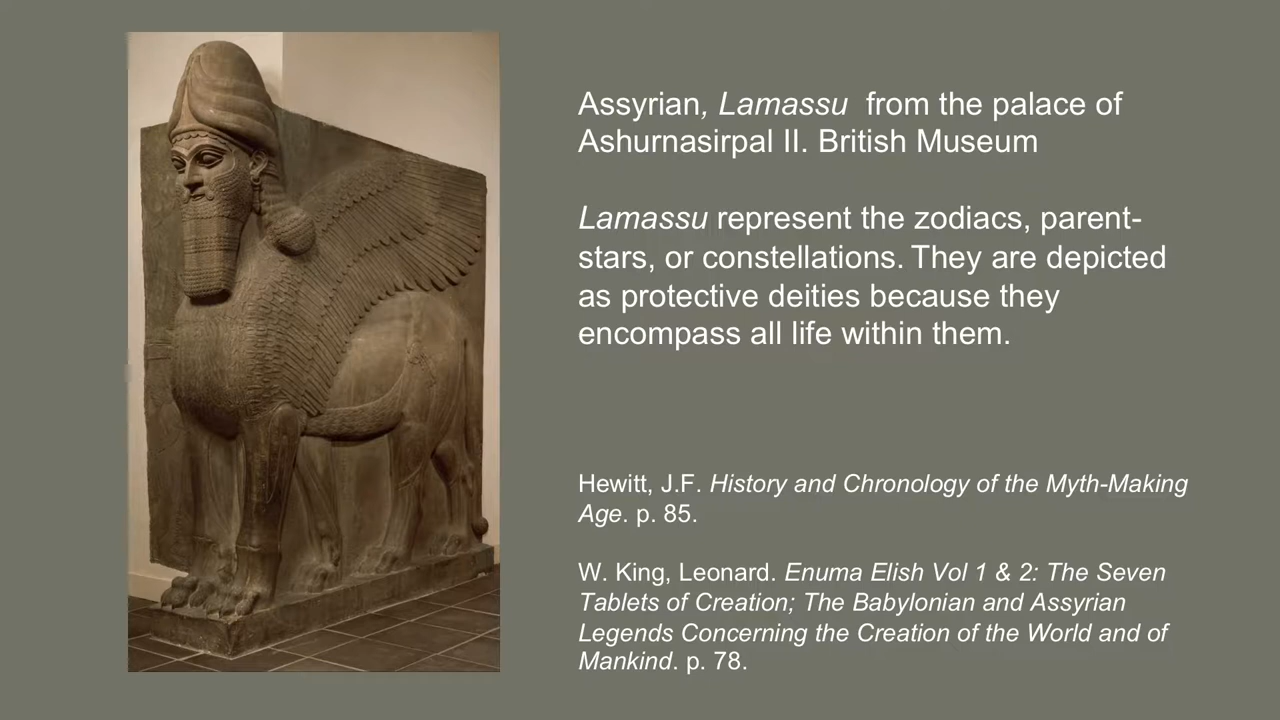 Assyrian, Lamassu from the palace of
Ashurnasirpal II. British Museum
Lamassu represent the zodiacs, parent-
stars, or constellations. They are depicted
as protective deities because they
encompass all life within them.
Hewitt, J.F. History and Chronology of the Myth-Making
Age. p. 85.
W. King, Leonard. Enuma Elish Vol 1 & 2: The Seven
Tablets of Creation; The Babylonian and Assyrian
Legends Concerning the Creation of the World and of
Mankind. p. 78.